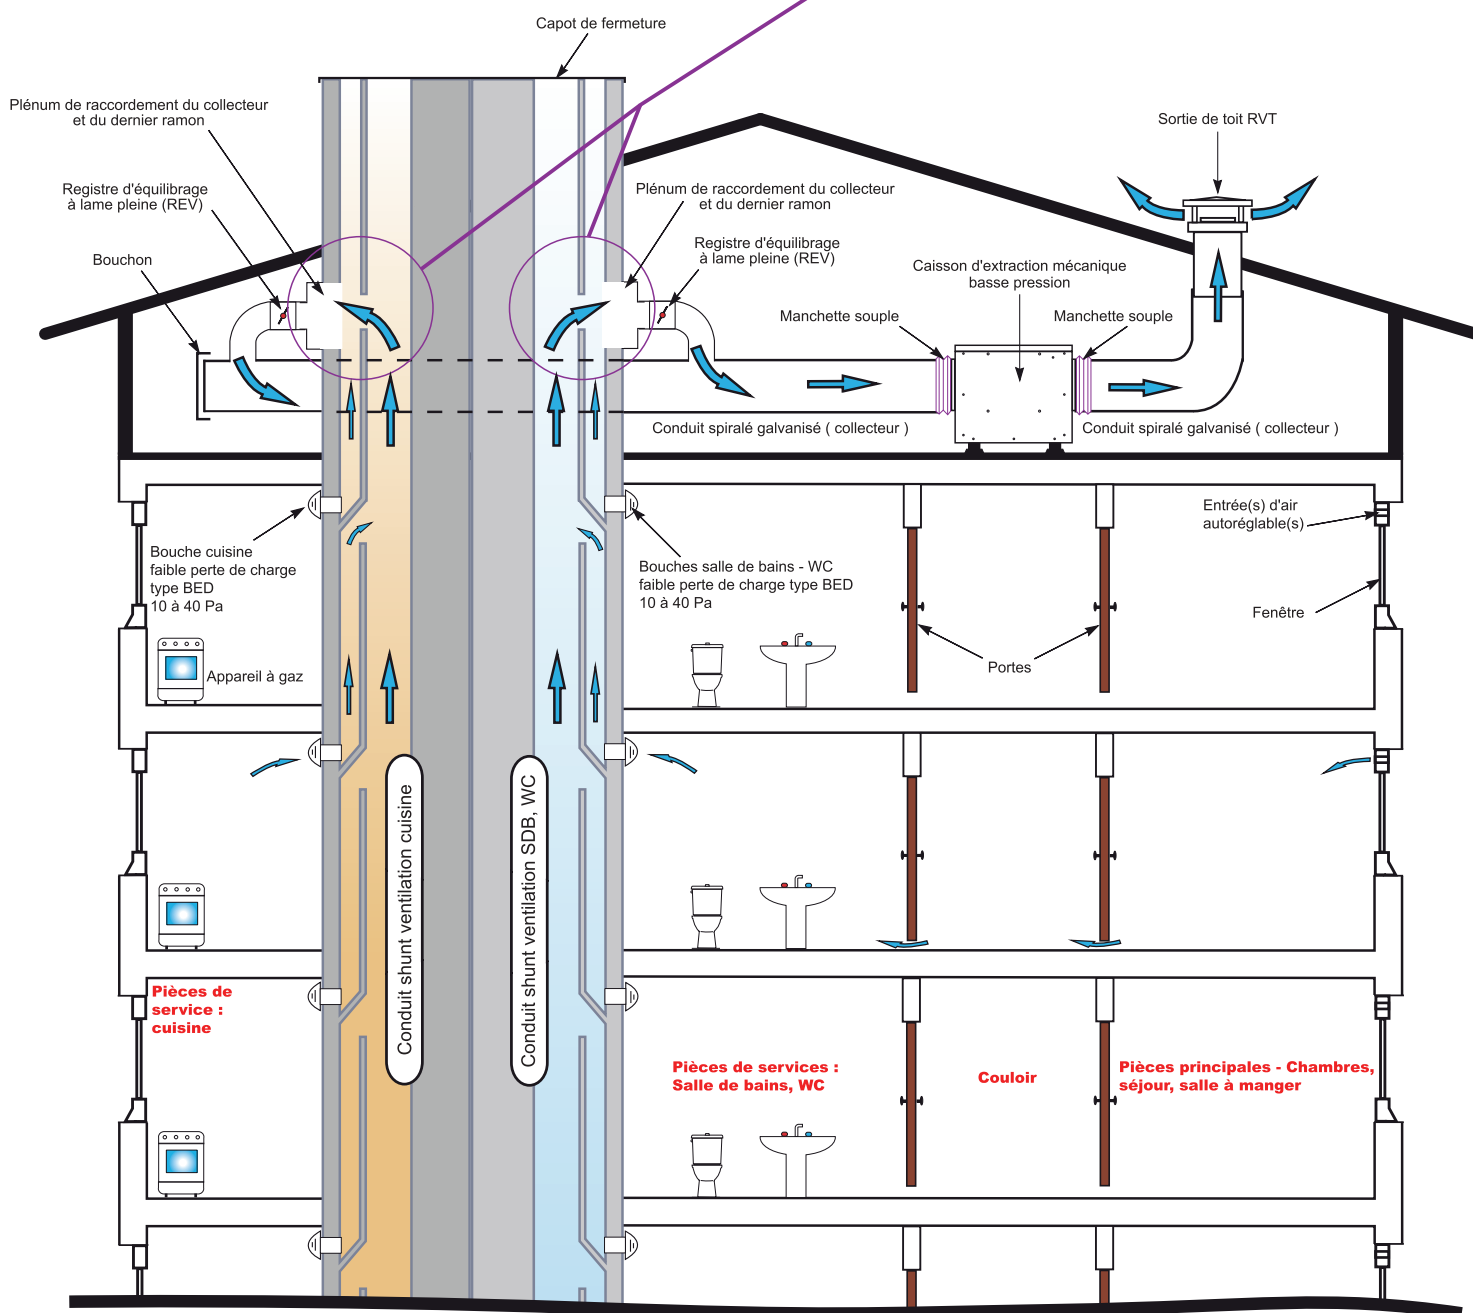 Capot de fermeture
Plénum de raccordement du collecteur
et du dernier ramon
Sortie de toit RVT
Registre d'équilibrage
à lame pleine (REV)
Plénum de raccordement du collecteur
et du dernier ramon
Bouchon
Registre d'équilibrage
à lame pleine (REV)
Caisson d'extraction mécanique
basse pression
Manchette souple
Manchette souple
Conduit spiralé galvanisé ( collecteur )
Conduit spiralé galvanisé ( collecteur )
Entrée(s) d'air
autoréglable(s)
Bouche cuisine
faible perte de charge
type BED
10 à 40 Pa
Bouches salle de bains - WC
faible perte de charge type BED
10 à 40 Pa
Fenêtre
Appareil à gaz
Portes
Conduit shunt ventilation cuisine
Conduit shunt ventilation SDB, WC
Pièces de
service :
cuisine
Pièces de services :
Salle de bains, WC
Couloir
Pièces principales - Chambres,
séjour, salle à manger